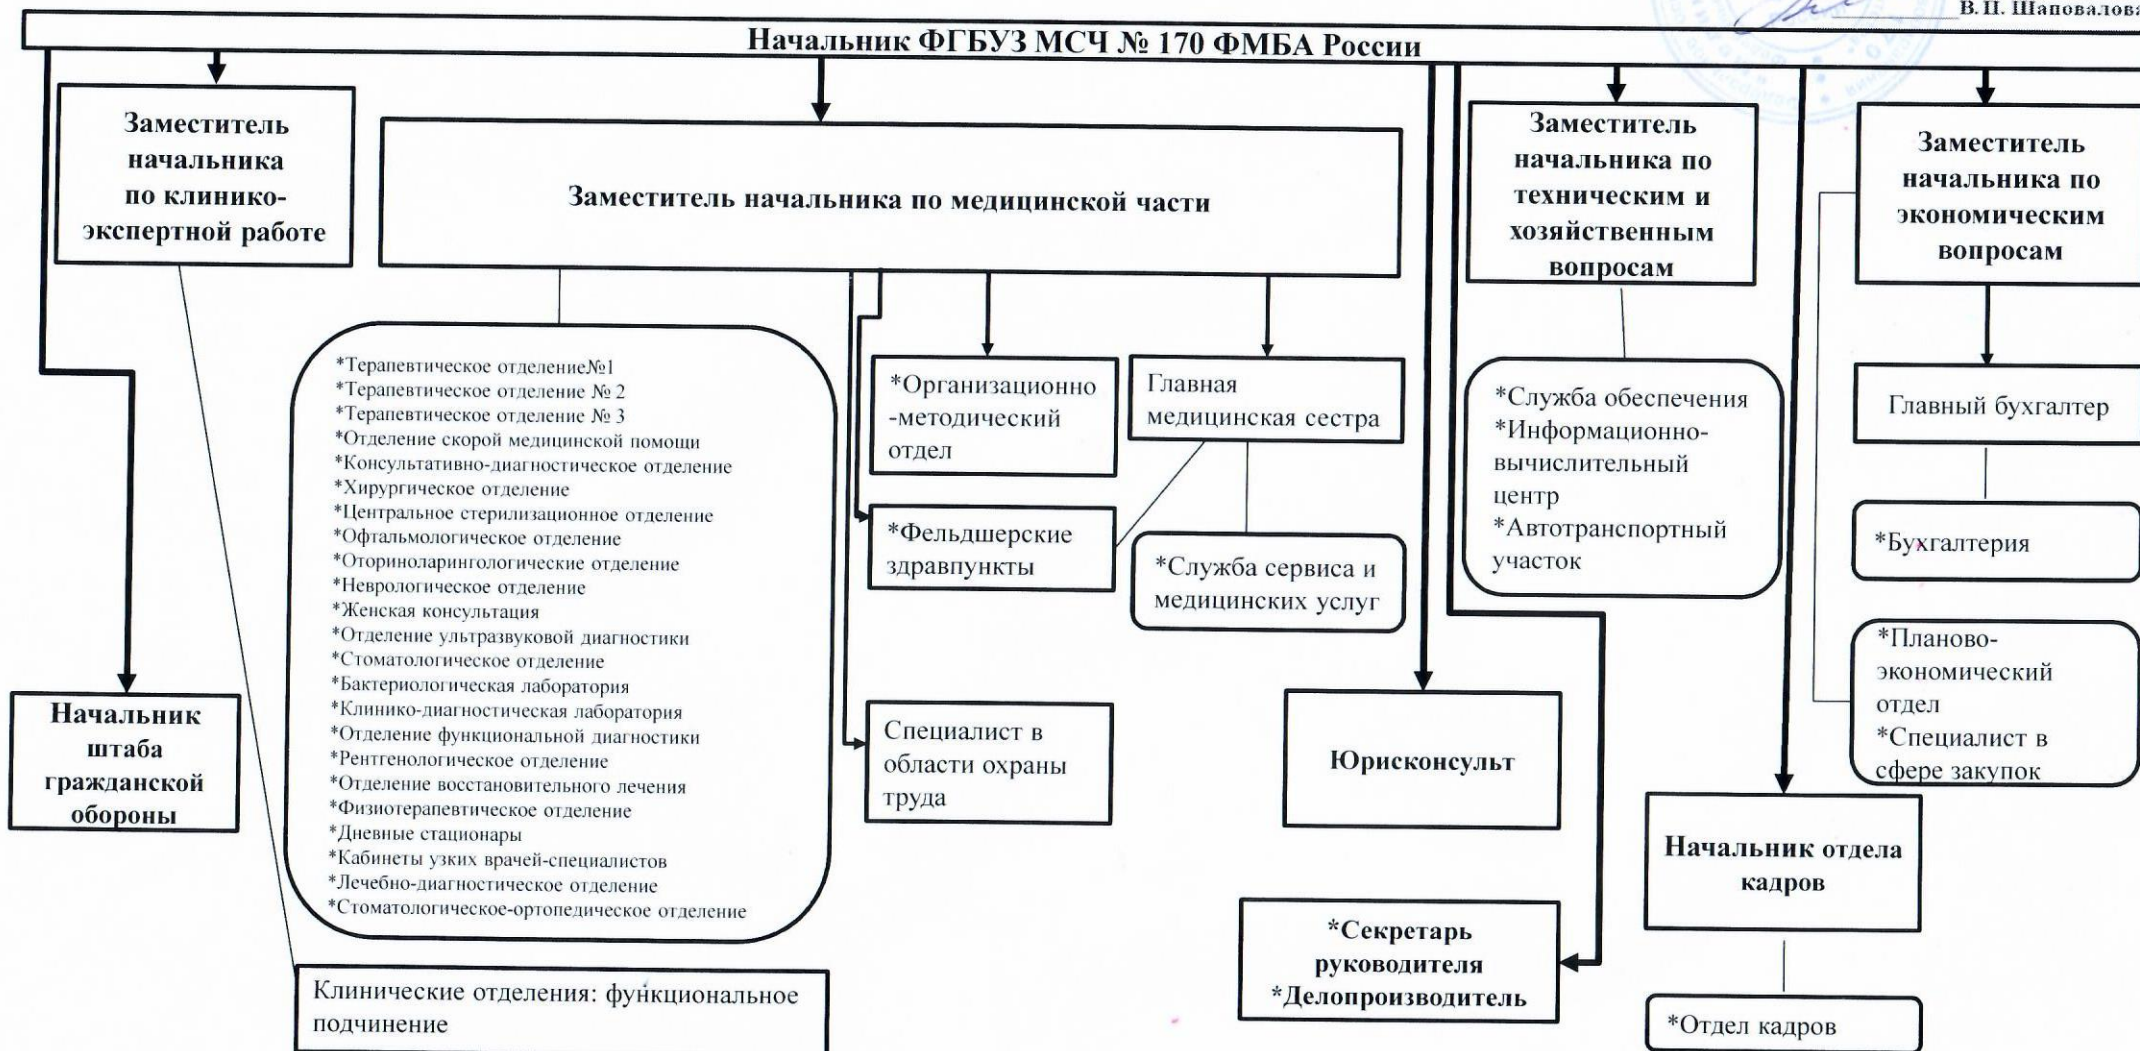 В.П. Шаповалова
Начальник ФГБУЗ МСЧ № 170 ФМБА России
Заместитель
начальника
по клинико-
экспертной работе
Заместитель начальника по медицинской части
Заместитель
начальника по
техническим и
хозяйственным
вопросам
Заместитель
начальника по
экономическим
вопросам
*Терапевтическое отделение№1
*Терапевтическое отделение № 2
*Терапевтическое отделение № 3
*Отделение скорой медицинской помощи
*Консультативно-диагностическое отделение
*Хирургическое отделение
*Центральное стерилизационное отделение
*Офтальмологическое отделение
*Оториноларингологические отделение
*Неврологическое отделение
*Женская консультация
*Отделение ультразвуковой диагностики
*Стоматологическое отделение
*Бактериологическая лаборатория
*Клинико-диагностическая лаборатория
*Отделение функциональной диагностики
*Рентгенологическое отделение
*Отделение восстановительного лечения
*Физиотерапевтическое отделение
*Дневные стационары
*Кабинеты узких врачей-специалистов
*Лечебно-диагностическое отделение
*Стоматологическое-ортопедическое отделение
*Организационно
-методический
отдел
Главная
медицинская сестра
*Фельдшерские
здравпункты
*Служба сервиса и
медицинских услуг
Специалист в
области охраны
труда
*Служба обеспечения
*Информационно-
вычислительный
центр
*Автотранспортный
участок
Главный бухгалтер
*Бухгалтерия
*Планово-
экономический
отдел
*Специалист в
сфере закупок
Начальник
штаба
гражданской
обороны
Юрисконсульт
Начальник отдела
кадров
*Секретарь
руководителя
*Делопроизводитель
*Отдел кадров
Клинические отделения: функциональное
подчинение